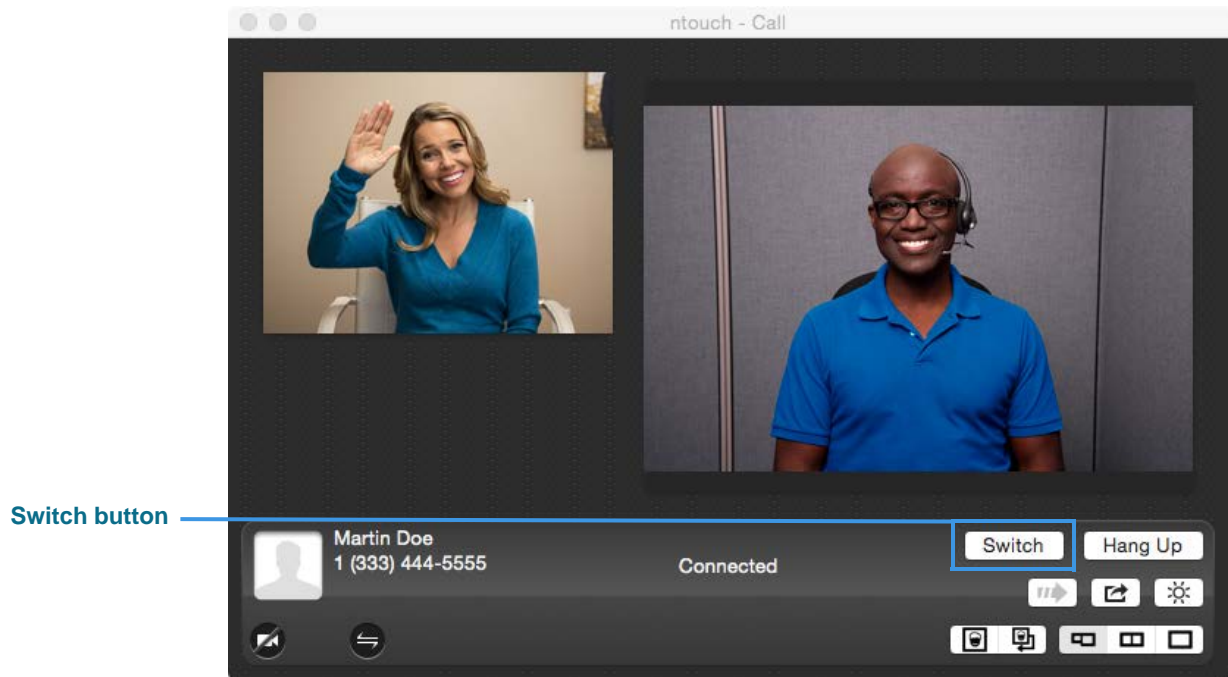 ntouch - Call
Switch button
Martin Doe
1 (333) 444-5555
Connected
Switch
Hang Up